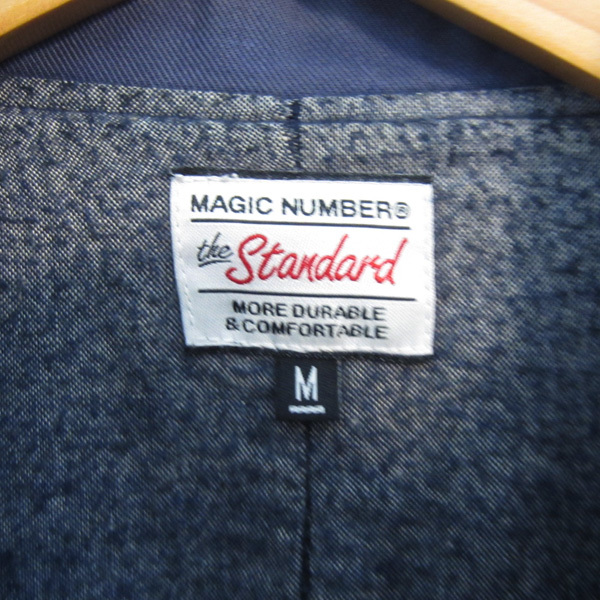 MAGIC NUMBER®
the Standard
MORE DURABLE
& COMFORTABLE
M